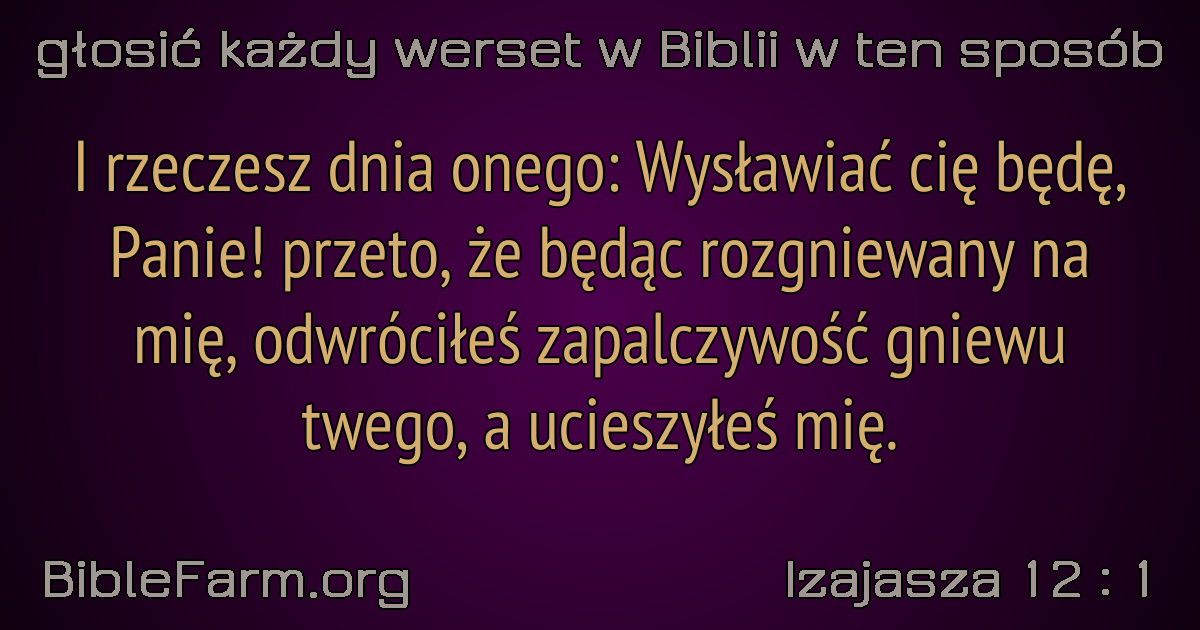 głosić każdy werset w Biblii w ten sposób
I rzeczesz dnia onego: Wysławiać cię będę,
Panie! przeto, że będąc rozgniewany na
mię, odwróciłeś zapalczywość gniewu
twego, a ucieszyłeś mię.
BibleFarm.org
Izajasza 12 : 1